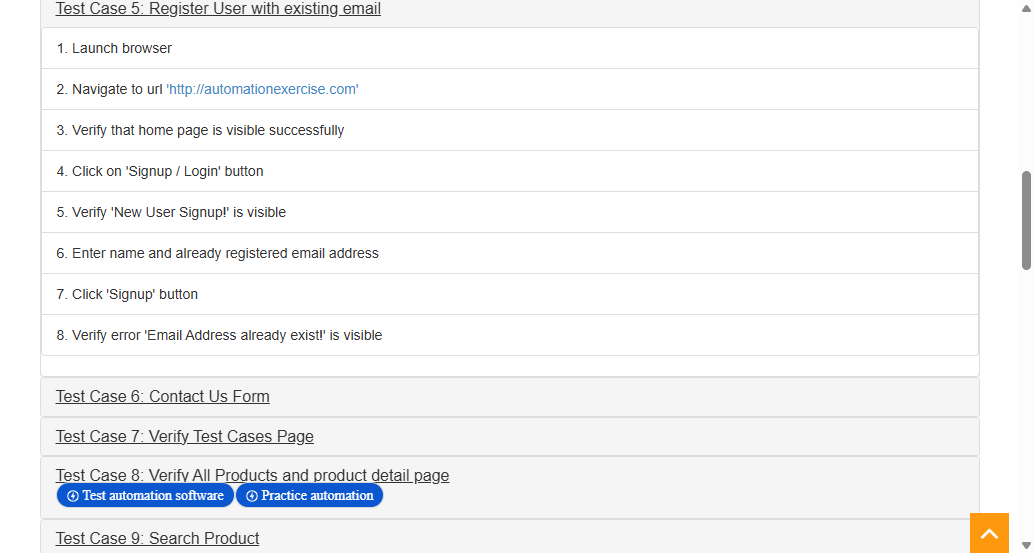 Test Case 5: Register User with existing email
1. Launch browser
2. Navigate to url 'http://automationexercise.com'
3. Verify that home page is visible successfully
4. Click on 'Signup / Login' button
5. Verify 'New User Signup!' is visible
6. Enter name and already registered email address
7. Click 'Signup' button
8. Verify error 'Email Address already exist!' is visible
Test Case 6: Contact Us Form
Test Case 7: Verify Test Cases Page
Test Case 8: Verify All Products and product detail page
Test automation software Practice automation
Test Case 9: Search Product